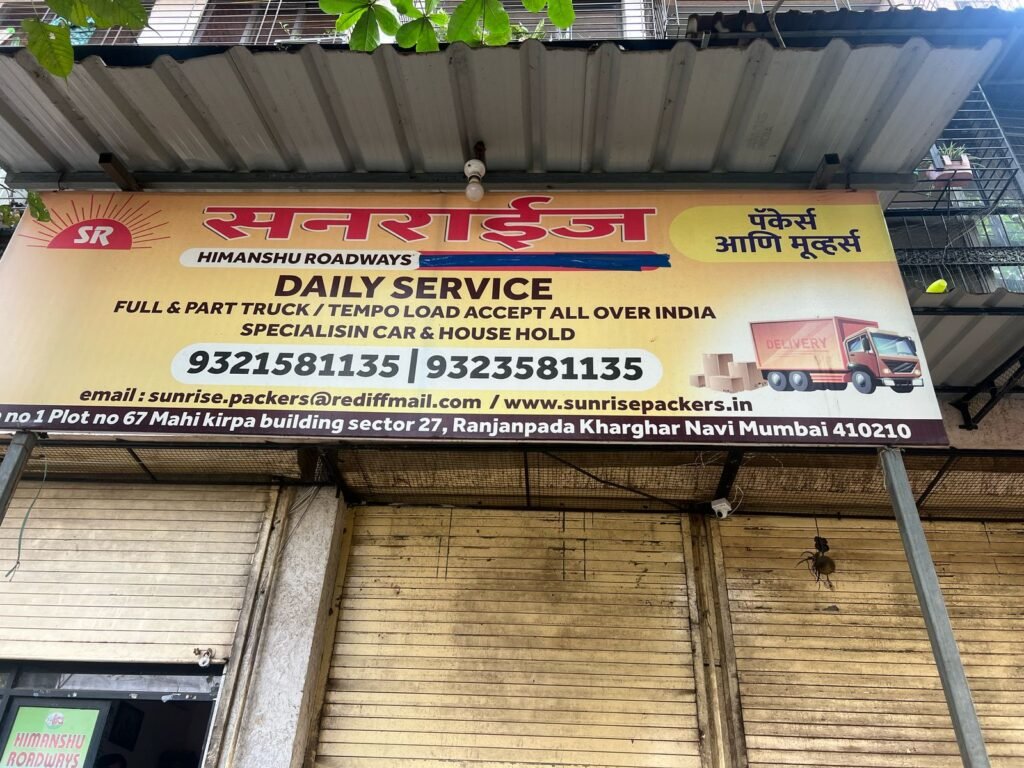 SR
सनराईज
पॅकेर्स
आणि मूव्हर्स
HIMANSHU ROADWAYS
DAILY SERVICE
FULL & PART TRUCK / TEMPO LOAD ACCEPT ALL OVER INDIA
SPECIALISIN CAR & HOUSE HOLD
9321581135 | 9323581135
DELIVERY
email : sunrise.packers@rediffmail.com / www.sunrisepackers.in
no 1 Plot no 67 Mahi kirpa building sector 27, Ranjanpada Kharghar Navi Mumbai 410210
HIMANSHU
ROADWAYS